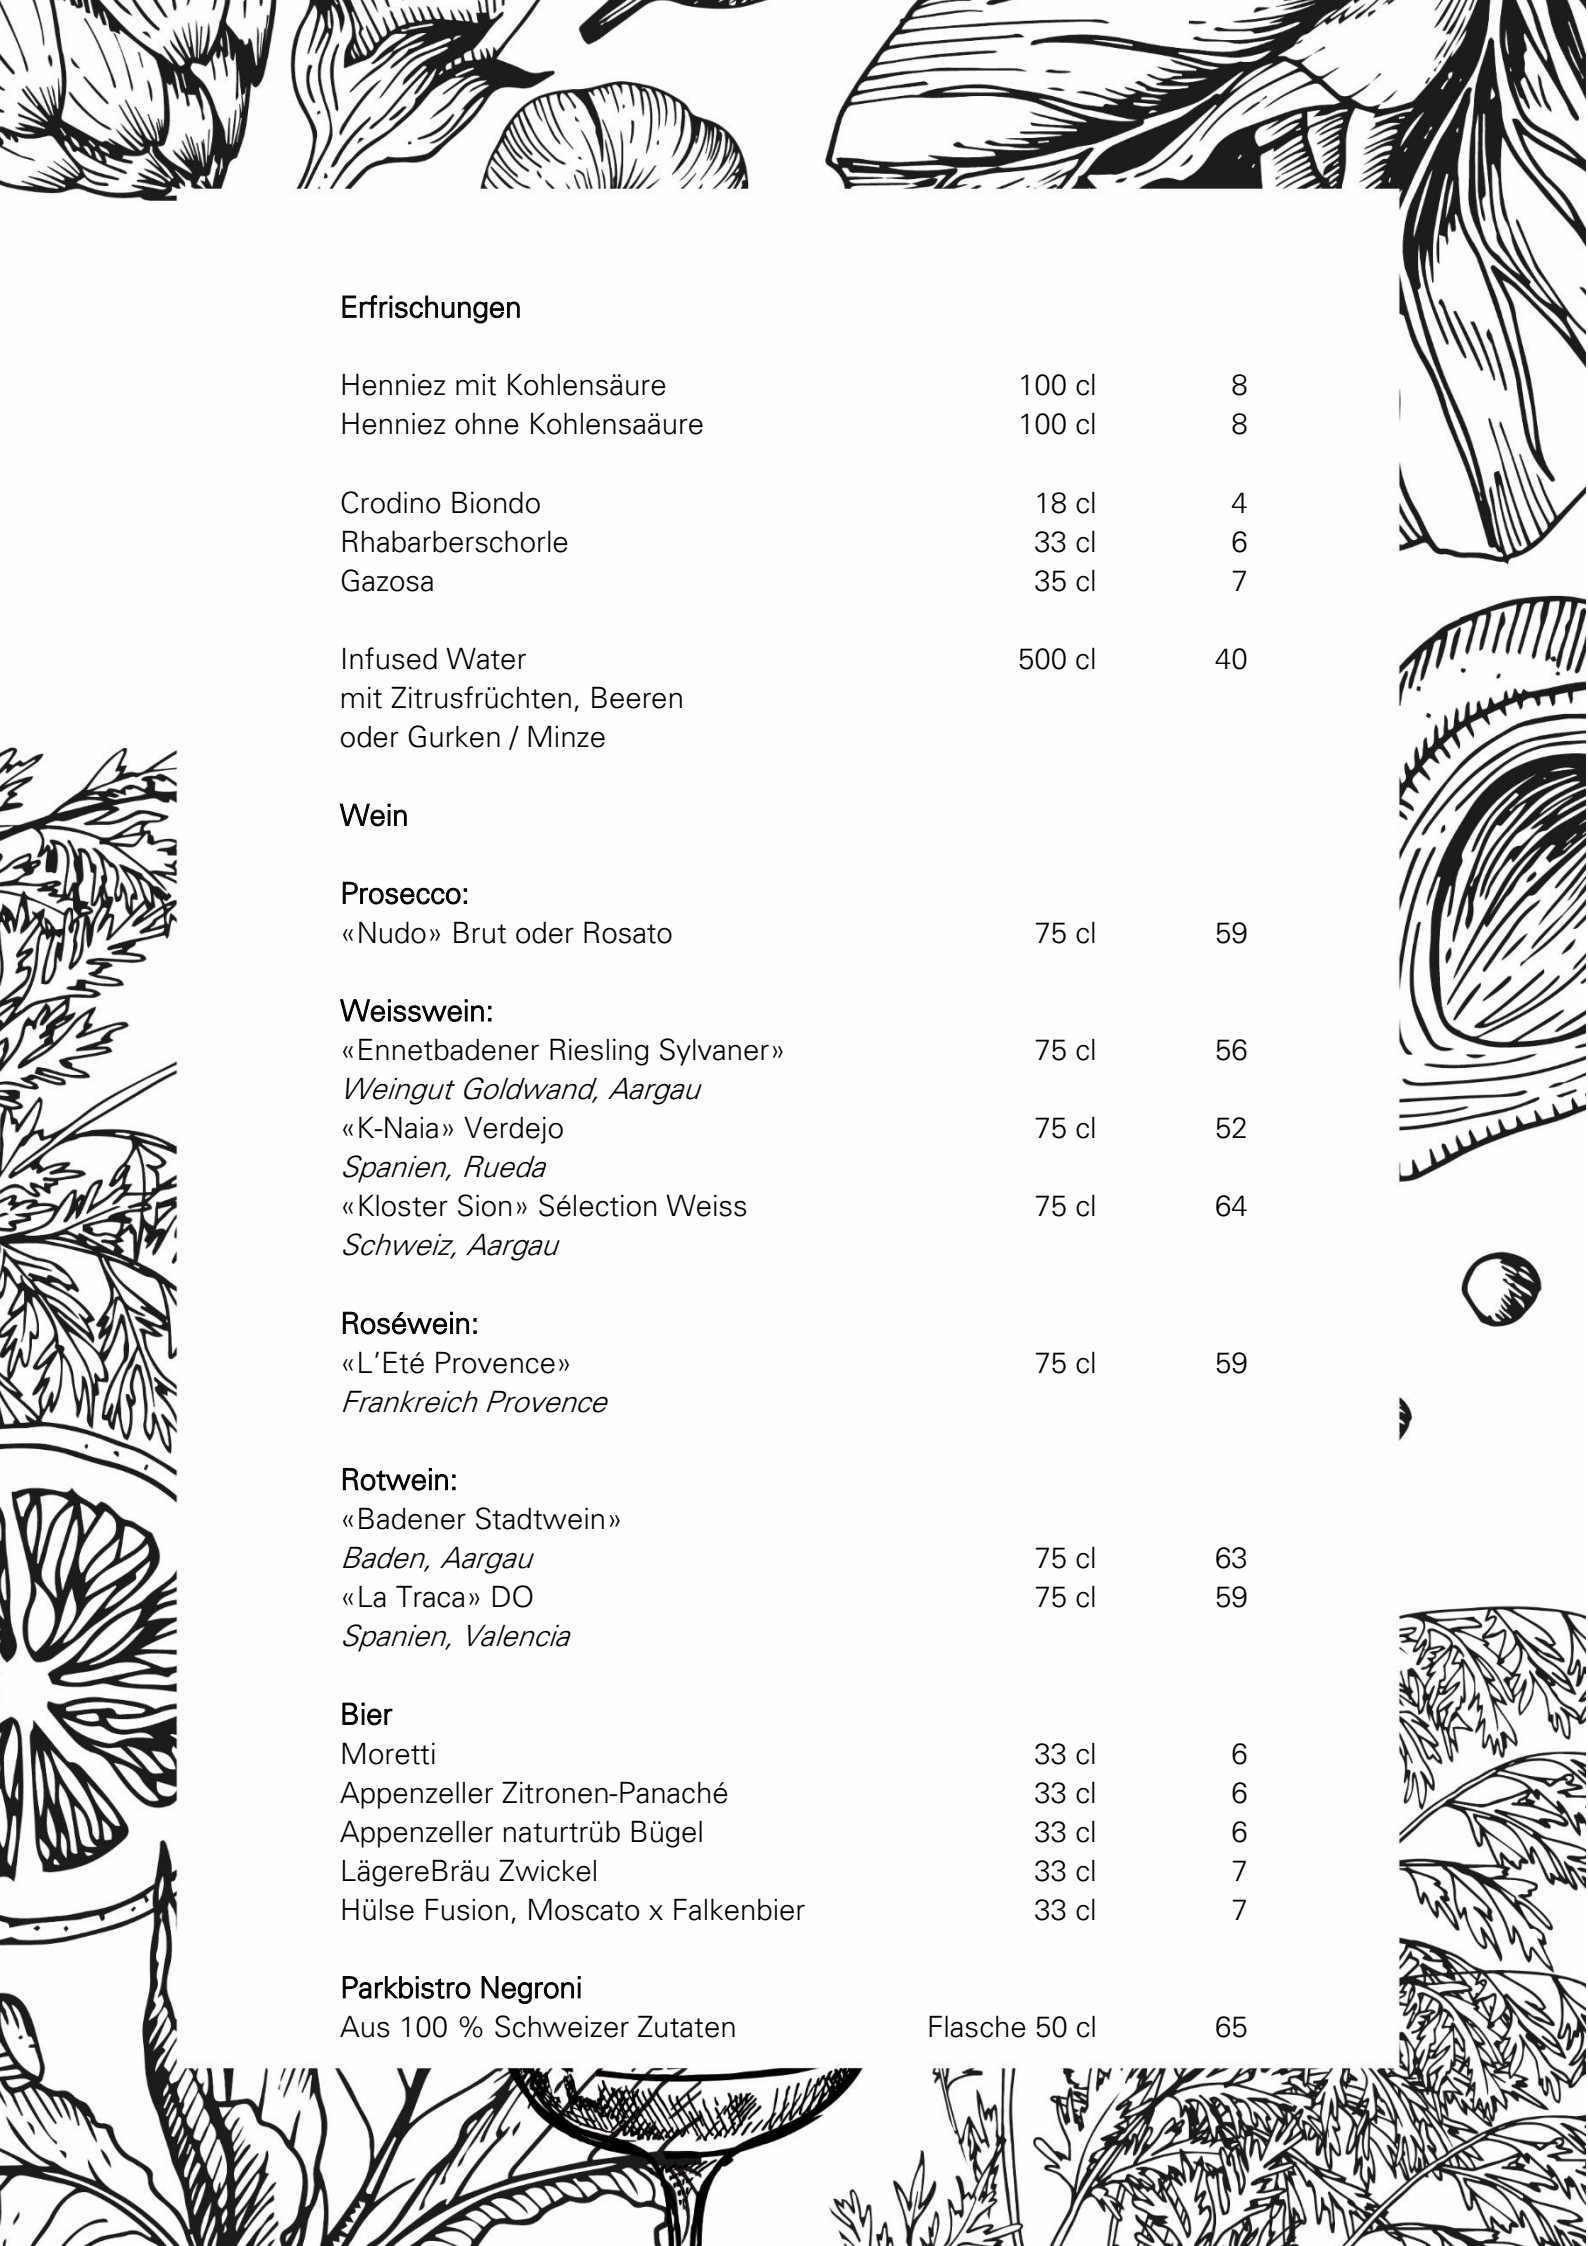 Erfrischungen
Henniez mit Kohlensäure 100 cl 8
Henniez ohne Kohlensaäure 100 cl 8
Crodino Biondo 18 cl 4
Rhabarberschorle 33 cl 6
Gazosa 35 cl 7
Infused Water 500 cl 40
mit Zitrusfrüchten, Beeren
oder Gurken / Minze
Wein
Prosecco:
«Nudo» Brut oder Rosato 75 cl 59
Weisswein:
«Ennetbadener Riesling Sylvaner» 75 cl 56
Weingut Goldwand, Aargau
«K-Naia» Verdejo 75 cl 52
Spanien, Rueda
«Kloster Sion» Sélection Weiss 75 cl 64
Schweiz, Aargau
Roséwein:
«L’Eté Provence» 75 cl 59
Frankreich Provence
Rotwein:
«Badener Stadtwein»
Baden, Aargau 75 cl 63
«La Traca» DO 75 cl 59
Spanien, Valencia
Bier
Moretti 33 cl 6
Appenzeller Zitronen-Panaché 33 cl 6
Appenzeller naturtrüb Bügel 33 cl 6
LägereBräu Zwickel 33 cl 7
Hülse Fusion, Moscato x Falkenbier 33 cl 7
Parkbistro Negroni
Aus 100 % Schweizer Zutaten Flasche 50 cl 65